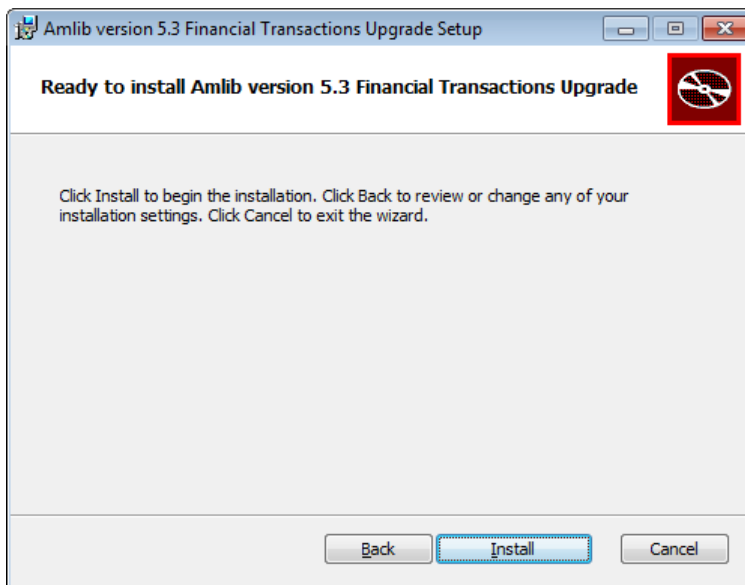 Amlib version 5.3 Financial Transactions Upgrade Setup
Ready to install Amlib version 5.3 Financial Transactions Upgrade
Click Install to begin the installation. Click Back to review or change any of your
installation settings. Click Cancel to exit the wizard.
Back Install Cancel